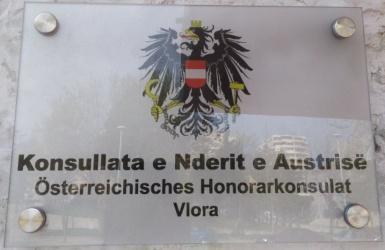 Konsullata e Nderit e Austrisë
Österreichisches Honorarkonsulat
Vlora